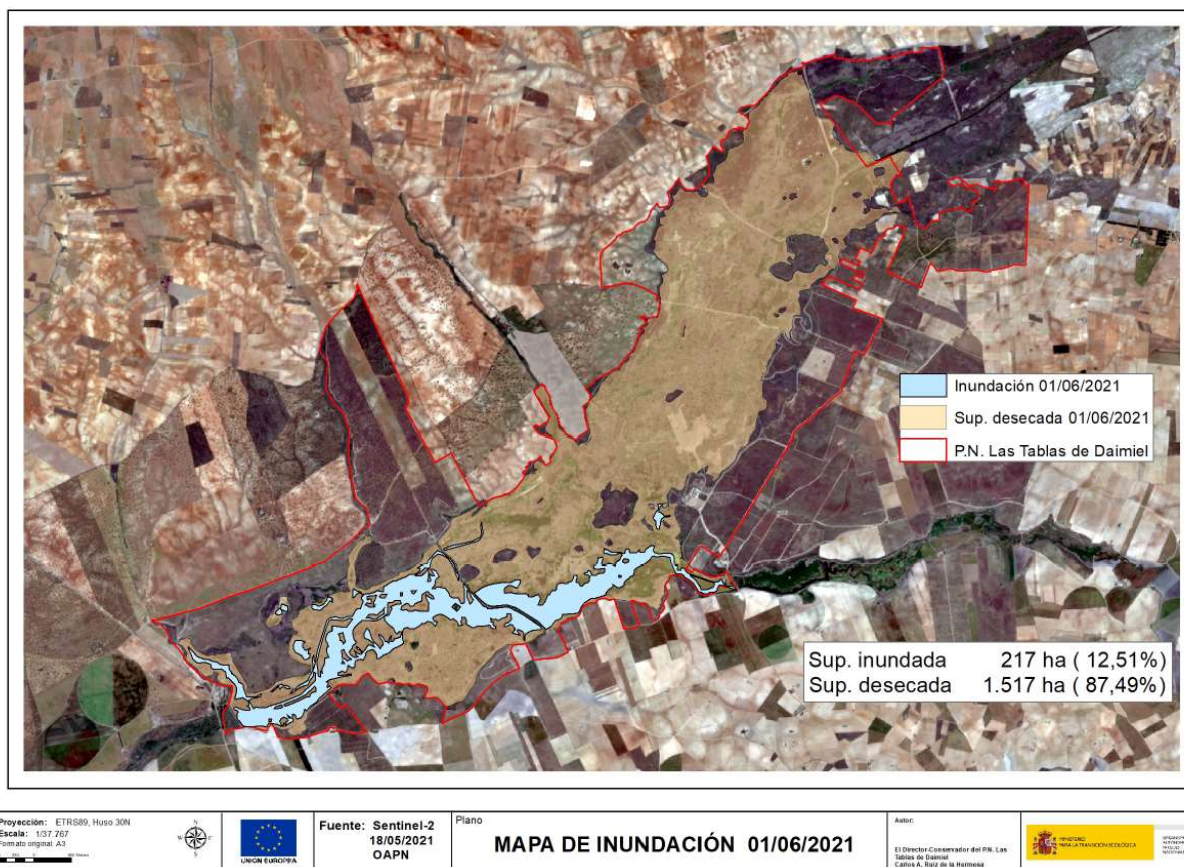 Inundación 01/06/2021
Sup. desecada 01/06/2021
P.N. Las Tablas de Daimiel
Sup. inundada 217 ha ( 12,51%)
Sup. desecada 1.517 ha ( 87,49%)
Proyección: ETRS89, Huso 30N
Escala: 1/37.767
Formato original: A3
UNIÓN EUROPEA
Fuente: Sentinel-2
18/05/2021
OAPN
Plano
MAPA DE INUNDACIÓN 01/06/2021
Autor:
El Director-Conservador del P.N. Las
Tablas de Daimiel
Carlos A. Ruiz de la Hermosa
MINISTERIO
PARA LA TRANSICIÓN ECOLÓGICA